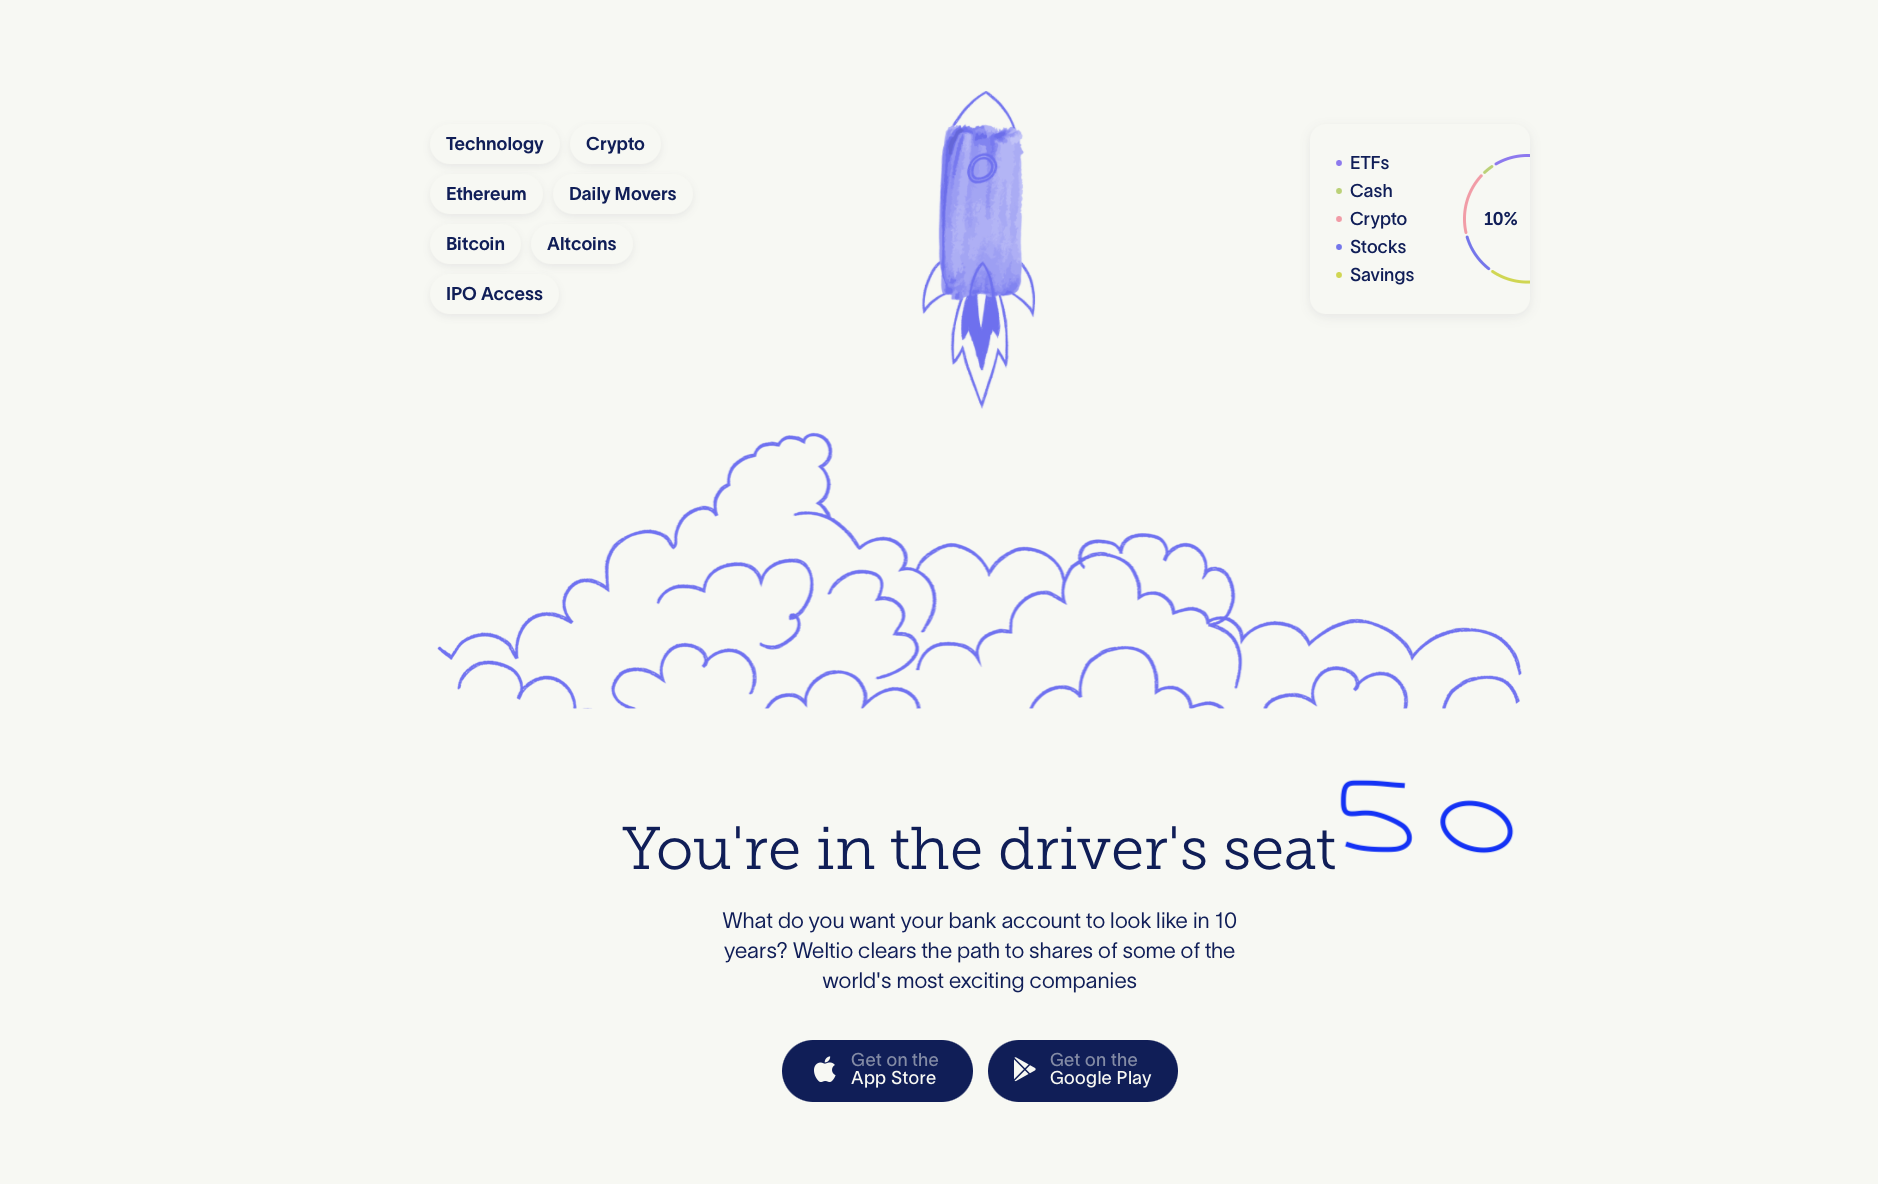 Technology Crypto
Ethereum Daily Movers
Bitcoin Altcoins
IPO Access
ETFs
Cash
Crypto
Stocks
Savings
10%
You're in the driver's seat
50
What do you want your bank account to look like in 10
years? Weltio clears the path to shares of some of the
world's most exciting companies
Get on the
App Store
Get on the
Google Play